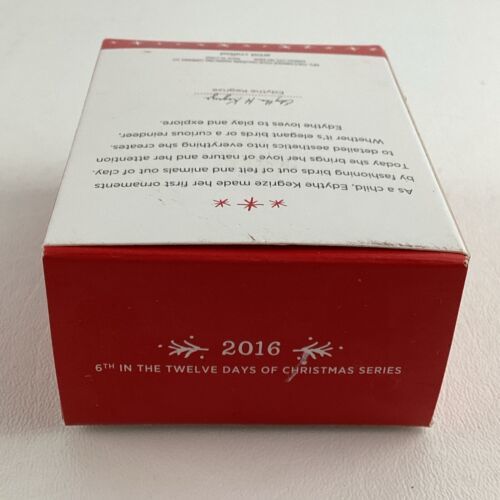 As a child, Edythe Kegrize made her first ornaments
by fashioning birds out of felt and animals out of clay.
Today she brings her love of nature and her attention
to detailed aesthetics into everything she creates.
Whether it's elegant birds or a curious reindeer,
Edythe loves to play and explore.
Edythe Kegrize
2016
6TH IN THE TWELVE DAYS OF CHRISTMAS SERIES